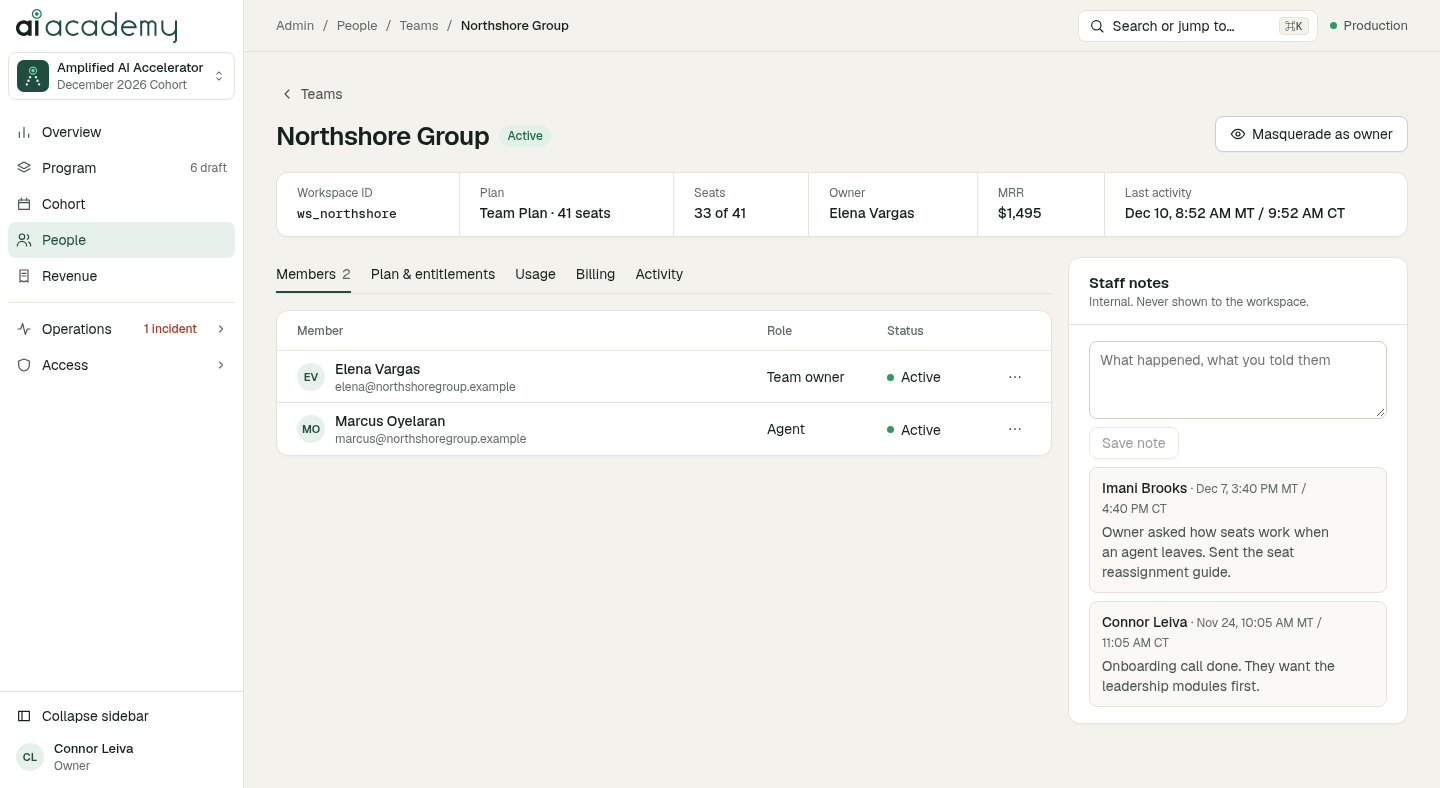 ai academy
Amplified AI Accelerator
December 2026 Cohort
Overview
Program 6 draft
Cohort
People
Revenue
Operations 1 incident
Access
Collapse sidebar
CL
Connor Leiva
Owner
Admin / People / Teams / Northshore Group
Search or jump to… ⌘K
Production
Teams
Northshore Group Active
Masquerade as owner
Workspace ID
ws_northshore
Plan
Team Plan · 41 seats
Seats
33 of 41
Owner
Elena Vargas
MRR
$1,495
Last activity
Dec 10, 8:52 AM MT / 9:52 AM CT
Members 2 Plan & entitlements Usage Billing Activity
Member Role Status
EV Elena Vargas Team owner Active ···
elena@northshoregroup.example
MO Marcus Oyelaran Agent Active ···
marcus@northshoregroup.example
Staff notes
Internal. Never shown to the workspace.
What happened, what you told them
Save note
Imani Brooks · Dec 7, 3:40 PM MT /
4:40 PM CT
Owner asked how seats work when
an agent leaves. Sent the seat
reassignment guide.
Connor Leiva · Nov 24, 10:05 AM MT /
11:05 AM CT
Onboarding call done. They want the
leadership modules first.